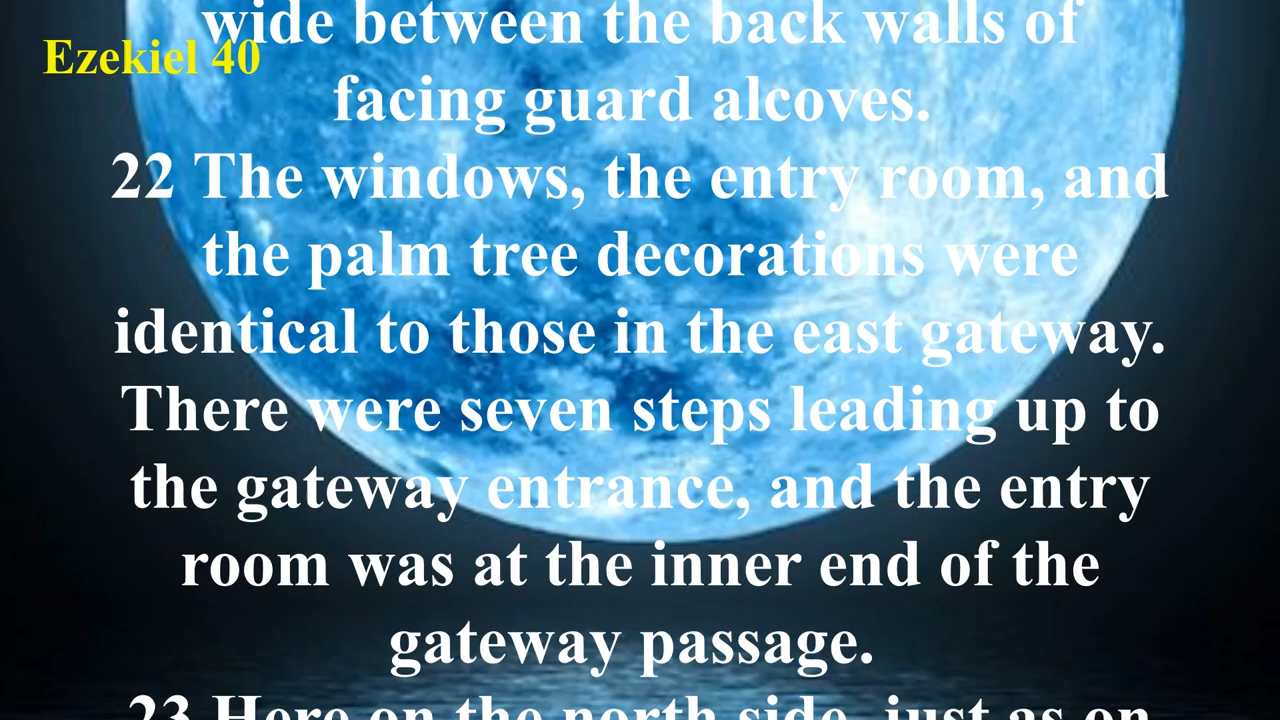 wide between the back walls of
Ezekiel 40
facing guard alcoves.
22 The windows, the entry room, and
the palm tree decorations were
identical to those in the east gateway.
There were seven steps leading up to
the gateway entrance, and the entry
room was at the inner end of the
gateway passage.
23 Here on the north side, just as on